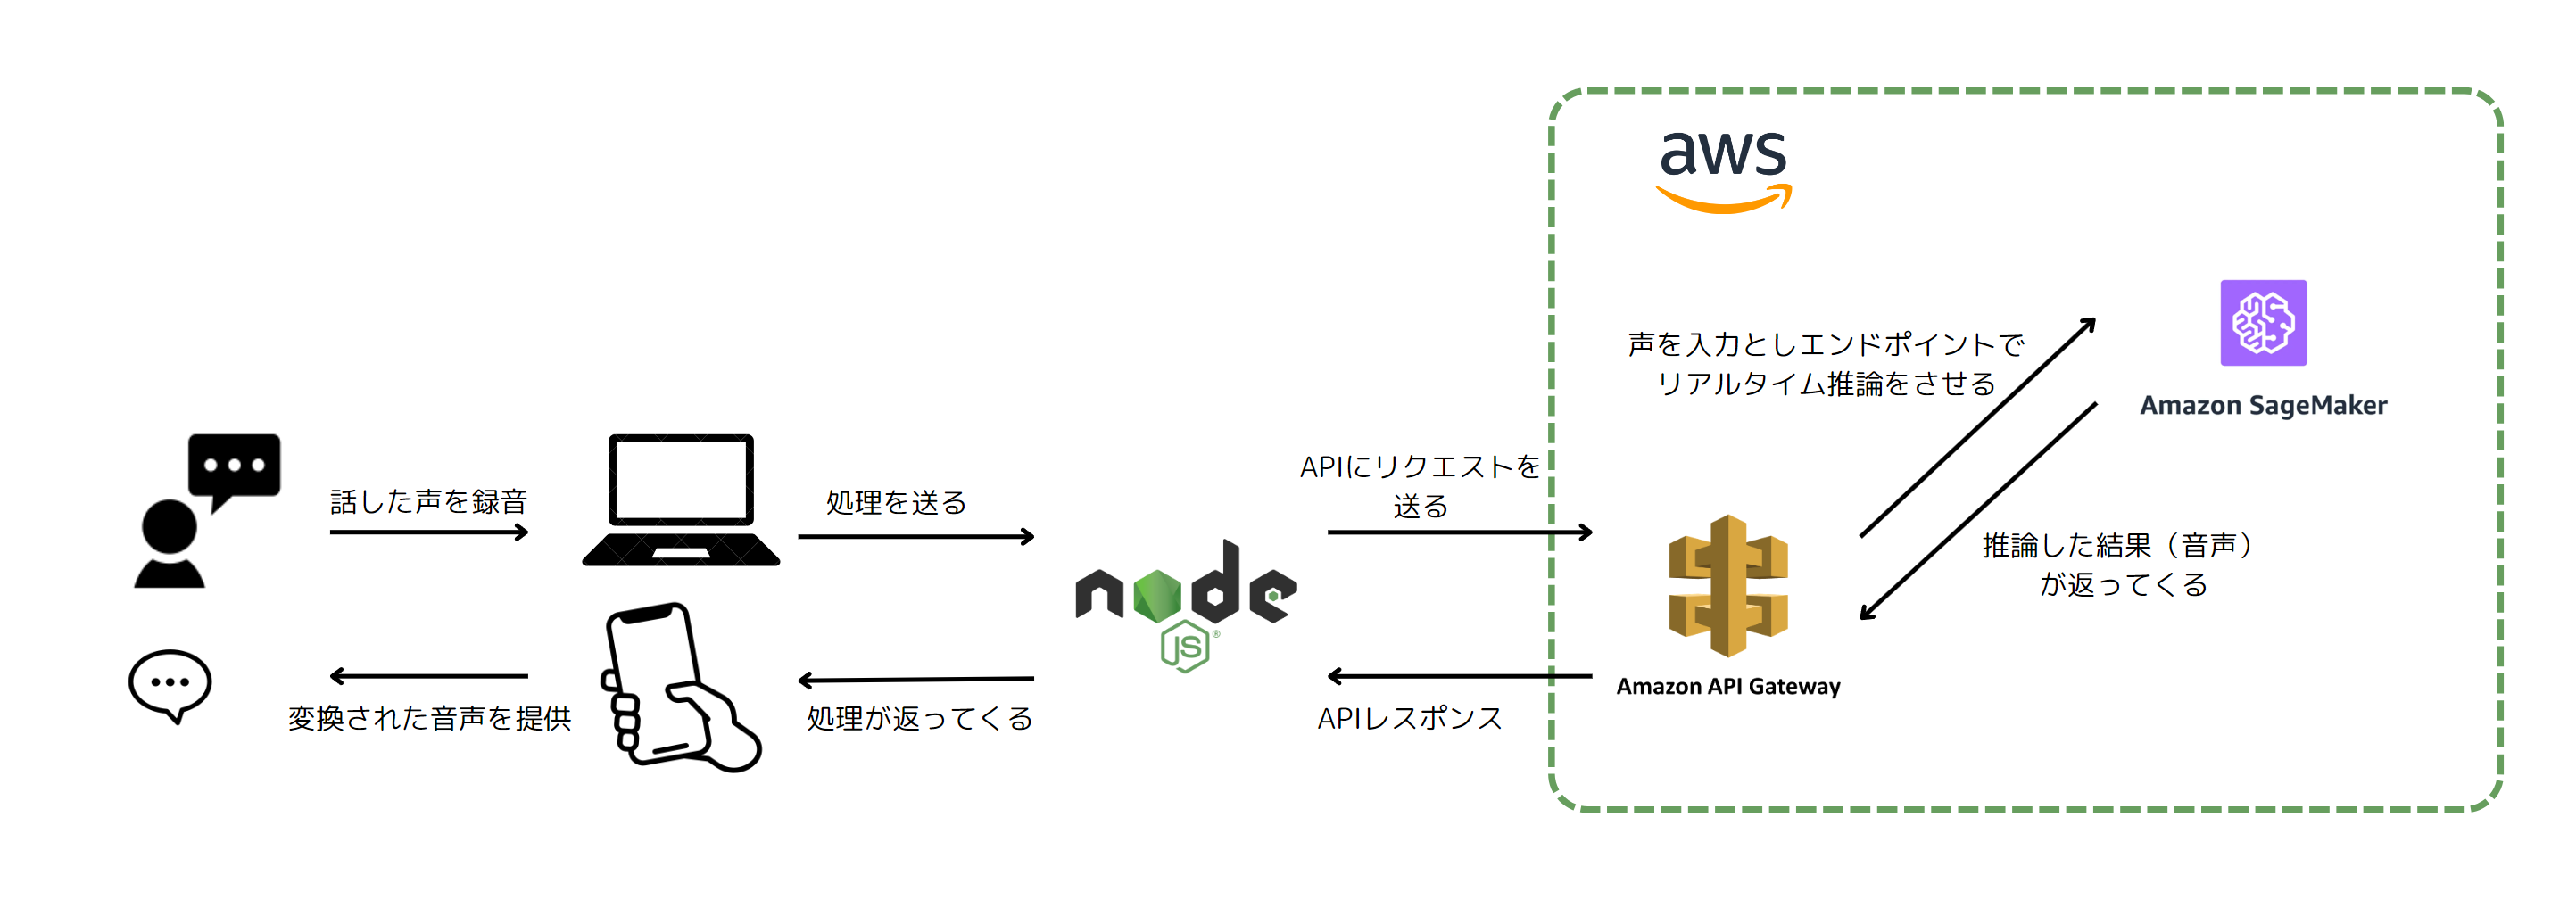 aws
声を入力としエンドポイントで
リアルタイム推論をさせる
Amazon SageMaker
話した声を録音
処理を送る
APIにリクエストを
送る
推論した結果（音声）
が返ってくる
node
JS®
Amazon API Gateway
変換された音声を提供
処理が返ってくる
APIレスポンス